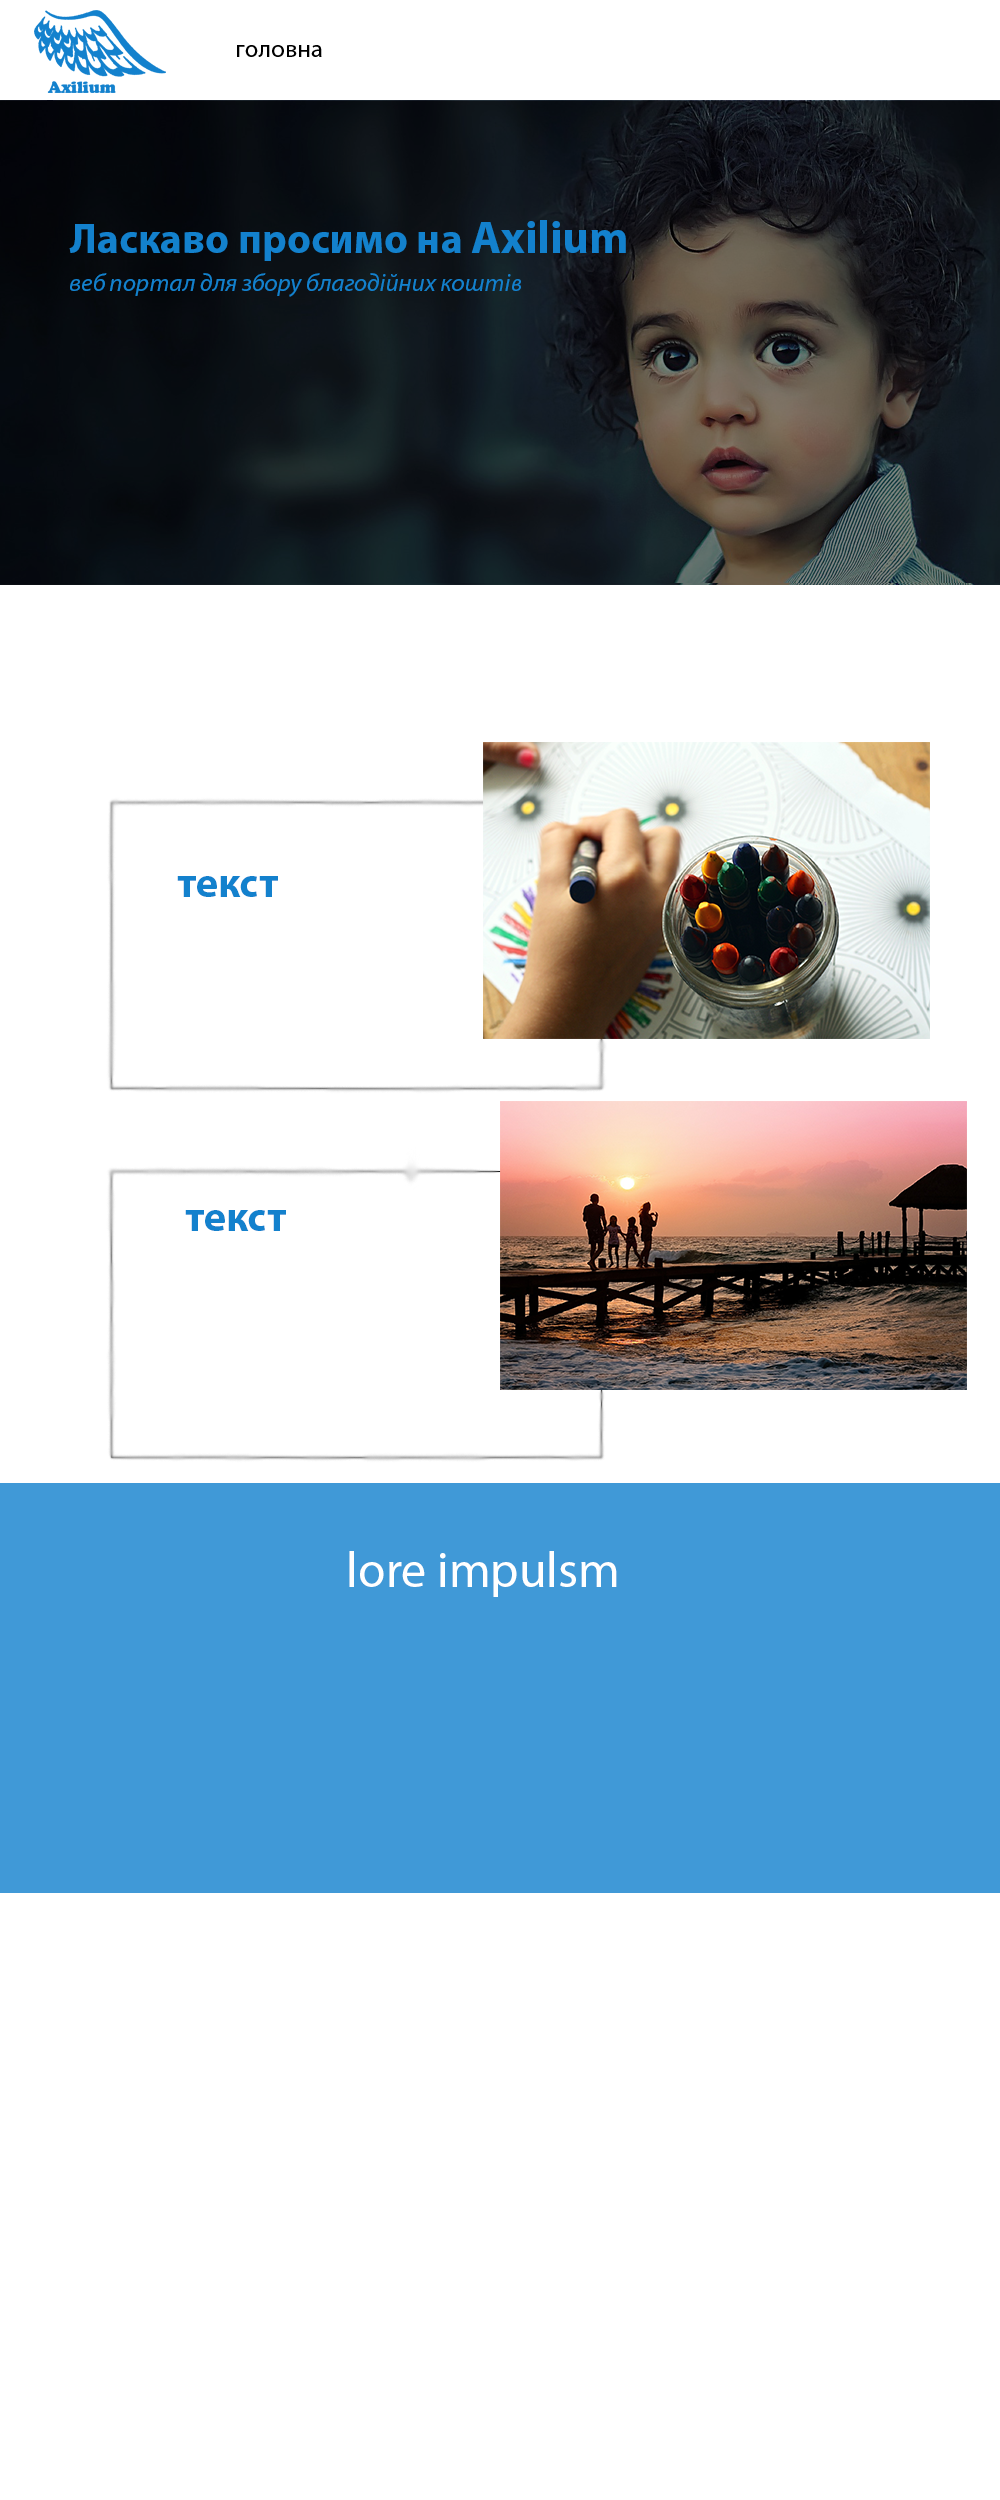 Axilium
головна
Ласкаво просимо на Axilium
веб портал для збору благодійних коштів
текст
текст
lore impulsm